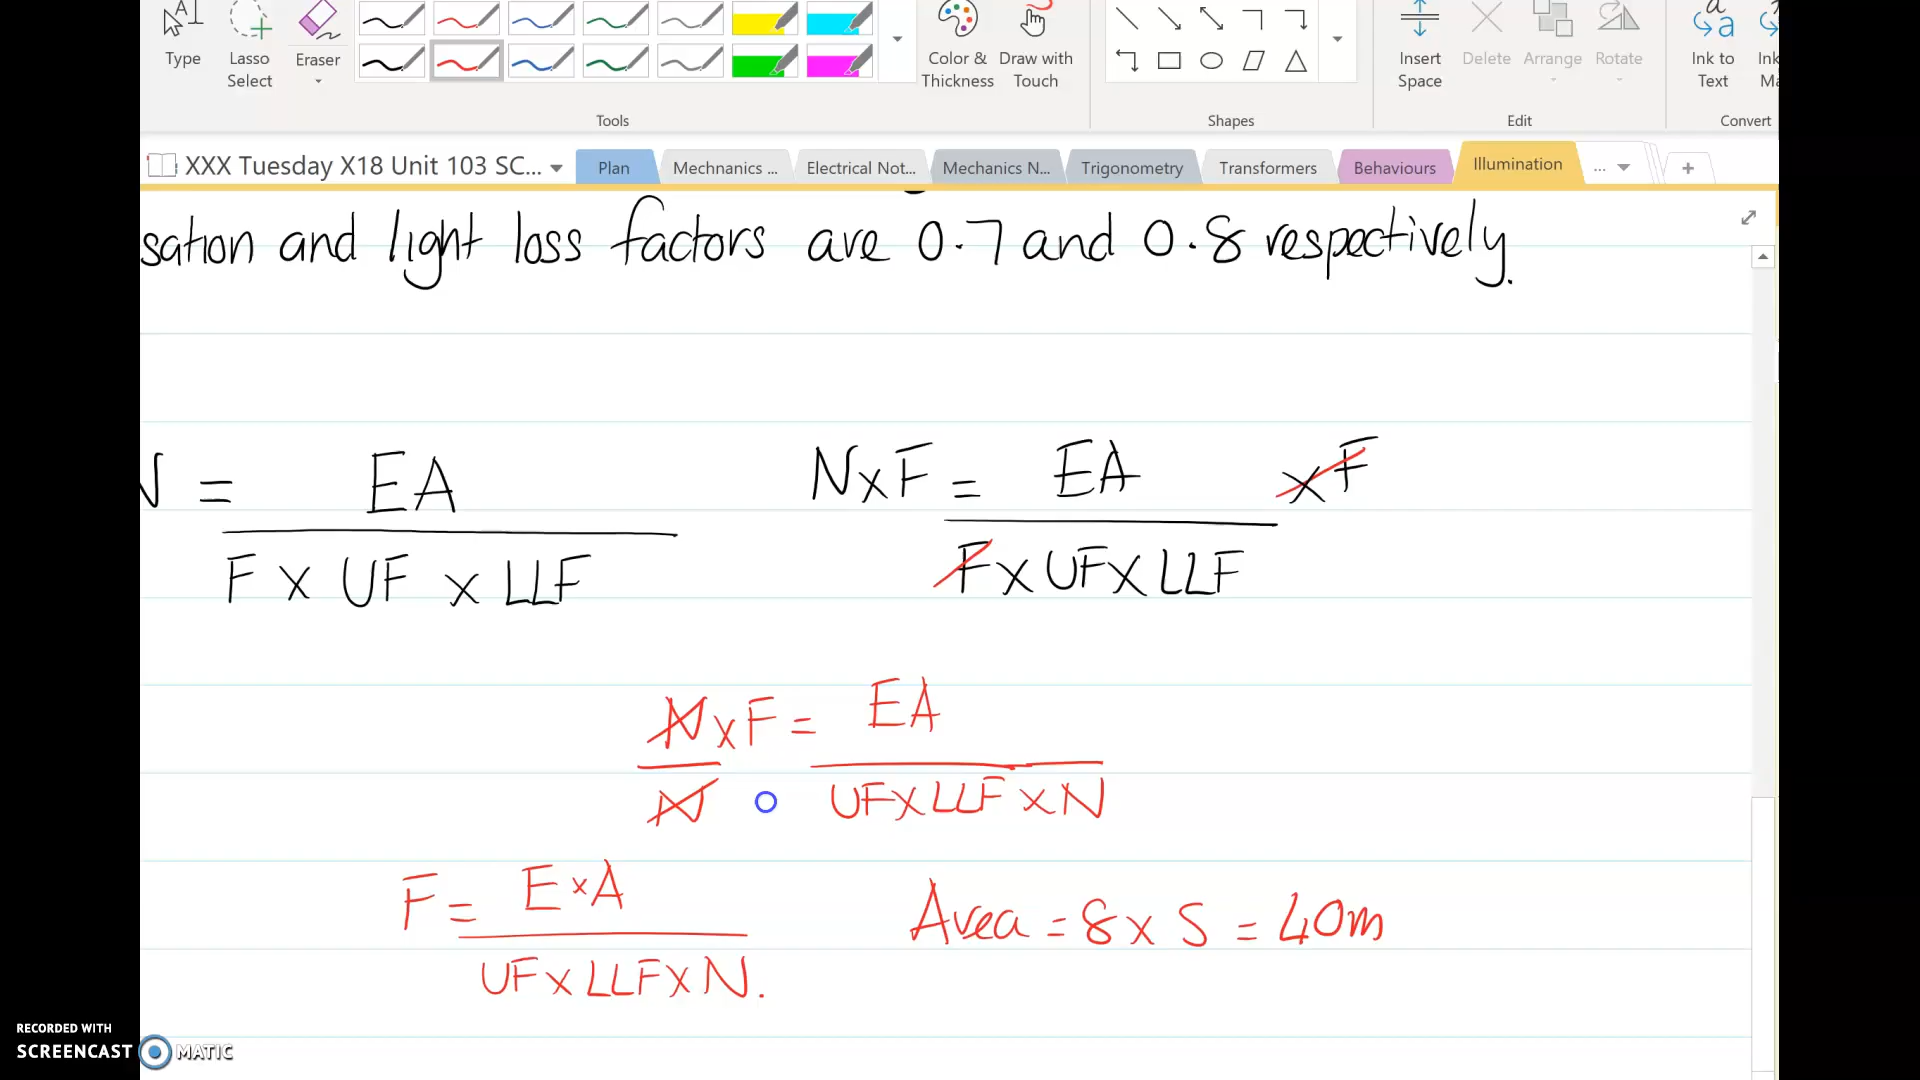 Type
Lasso Select
Eraser
Color & Thickness
Draw with Touch
Insert Space
Delete
Arrange
Rotate
Ink to Text
Tools
Shapes
Edit
Convert
XXX Tuesday X18 Unit 103 SC...
Plan
Mechnanics ...
Electrical Not...
Mechanics N...
Trigonometry
Transformers
Behaviours
Illumination
...
sation and light loss factors are 0.7 and 0.8 respectively.
N = EA
F x UF x LLF
N x F = EA x F
F x UF x LLF
N x F = EA
N UF x LLF x N
F = E x A
UF x LLF x N.
Area = 8 x 5 = 40m
RECORDED WITH
SCREENCAST MATIC